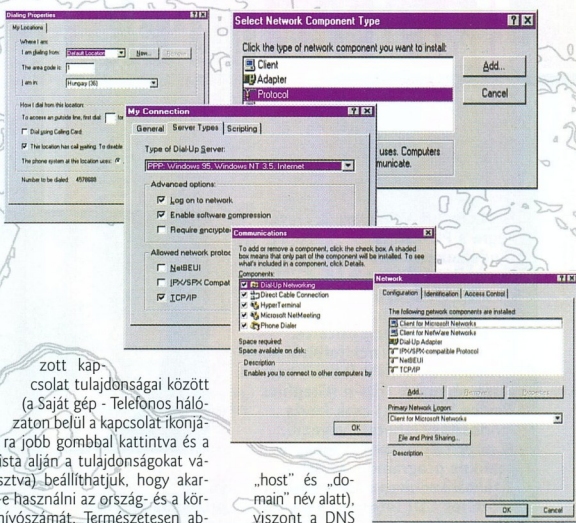 Dialing Properties
My Locations
Where I am:
I am dialing from: Default Location New... Remove
The area code is: 1
I am in: Hungary (36)
How I dial from this location:
To access an outside line, first dial for
Dial using Calling Card.
This location has call waiting. To disable
The phone system at this location uses:
Number to be dialed: 4578608
Select Network Component Type
Click the type of network component you want to install:
Client
Adapter
Protocol
Add...
Cancel
uses. Computers
municate.
My Connection
General Server Types Scripting
Type of Dial-Up Server:
PPP: Windows 95, Windows NT 3.5, Internet
Advanced options:
Log on to network
Enable software compression
Require encrypte
Allowed network protoc
NetBEUI
IPX/SPX Compat
TCP/IP
Communications
To add or remove a component, click the check box. A shaded
box means that only part of the component will be installed. To see
what's included in a component, click Details.
Components:
Dial-Up Networking
Direct Cable Connection
HyperTerminal
Microsoft NetMeeting
Phone Dialer
Space required:
Space available on disk:
Description
Enables you to connect to other computers by
OK
Network
Configuration Identification Access Control
The following network components are installed:
Client for Microsoft Networks
Client for NetWare Networks
Dial-Up Adapter
IPX/SPX-compatible Protocol
NetBEUI
TCP/IP
Add... Remove Properties
Primary Network Logon:
Client for Microsoft Networks
File and Print Sharing...
Description
OK Cancel
zott kap-
csolat tulajdonságai között
(a Saját gép - Telefonos háló-
zaton belül a kapcsolat ikonjá-
ra jobb gombbal kattintva és a
ista alján a tulajdonságokat vá-
sztva) beállíthatjuk, hogy akar-
-e használni az ország- és a kör-
hívószámát. Természetesen ab-
„host" és „do-
main" név alatt),
viszont a DNS